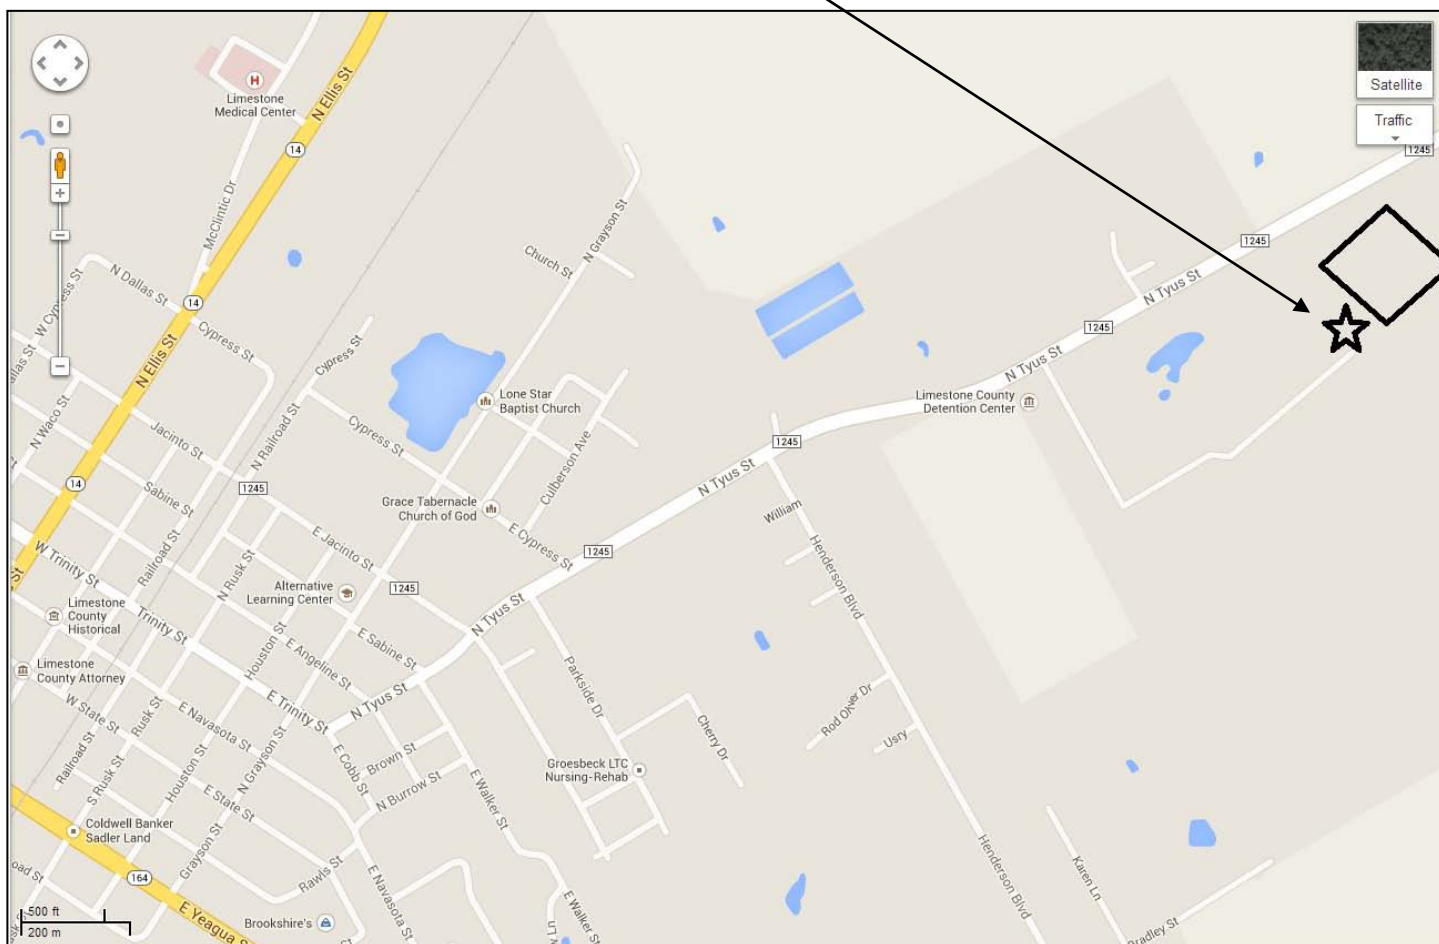 Limestone
Medical Center
N Ellis St
14
McClintic Dr
Satellite
Traffic
1245
N Grayson St
Church St
1245
N Tyus St
N Dallas St
W Cypress St
14
Cypress St
Cypress St
1245
N Ellis St
N Tyus St
Limestone County
Detention Center
Lone Star
Baptist Church
N Waco St
Jacinto St
N Railroad St
Cypress St
Culberson Ave
1245
N Tyus St
14
Sabine St
1245
Grace Tabernacle
Church of God
E Cypress St
William
Henderson Blvd
W Trinity St
Railroad St
E Jacinto St
1245
N Rusk St
Alternative
Learning Center
1245
St
Limestone
County
Historical
Trinity St
N Tyus St
E Sabine St
Houston St
E Angeline St
Parkside Dr
Limestone
County Attorney
W State St
Rusk St
E Navasota St
E Trinity St
N Tyus St
Cherry Dr
Usry
Railroad St
S Rusk St
Houston St
N Grayson St
E Cobb St
Brown St
N Burrow St
E Walker St
Groesbeck LTC
Nursing-Rehab
E State St
Coldwell Banker
Sadler Land
Grayson St
Rawls St
164
E Navasota St
E Walker St
Henderson Blvd
Karen Ln
Bradley St
Brookshire's
500 ft
200 m